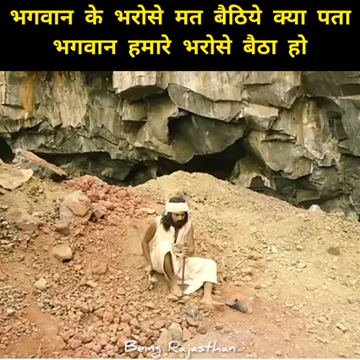 भगवान के भरोसे मत बैठिये क्या पता
भगवान हमारे भरोसे बैठा हो
Being Rajasthan